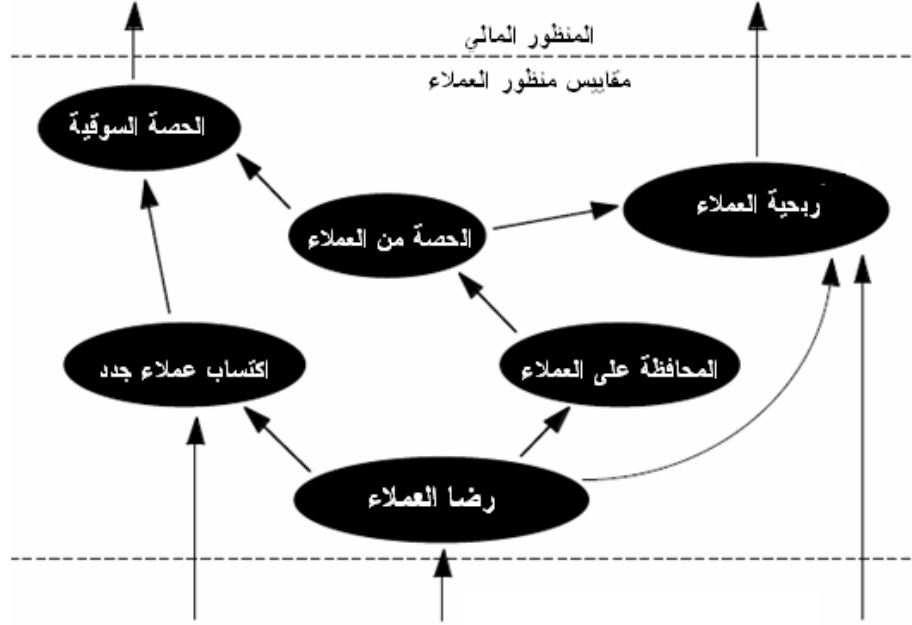 المنظور المالي
مقاييس منظور العملاء
الحصة السوقية
ربحية العملاء
الحصة من العملاء
المحافظة على العملاء
اكتساب عملاء جدد
رضا العملاء